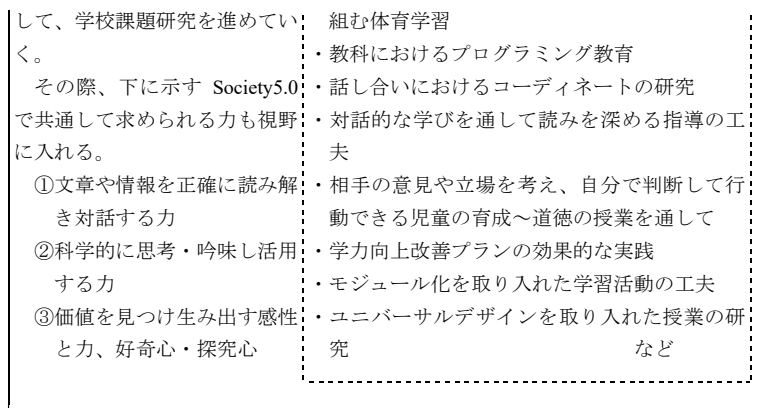 して、学校課題研究を進めてい
く。
その際、下に示す Society5.0
で共通して求められる力も視野
に入れる。
①文章や情報を正確に読み解
き対話する力
②科学的に思考・吟味し活用
する力
③価値を見つけ生み出す感性
と力、好奇心・探究心
組む体育学習
・教科におけるプログラミング教育
・話し合いにおけるコーディネートの研究
・対話的な学びを通して読みを深める指導の工
夫
・相手の意見や立場を考え、自分で判断して行
動できる児童の育成～道徳の授業を通して
・学力向上改善プランの効果的な実践
・モジュール化を取り入れた学習活動の工夫
・ユニバーサルデザインを取り入れた授業の研
究 など